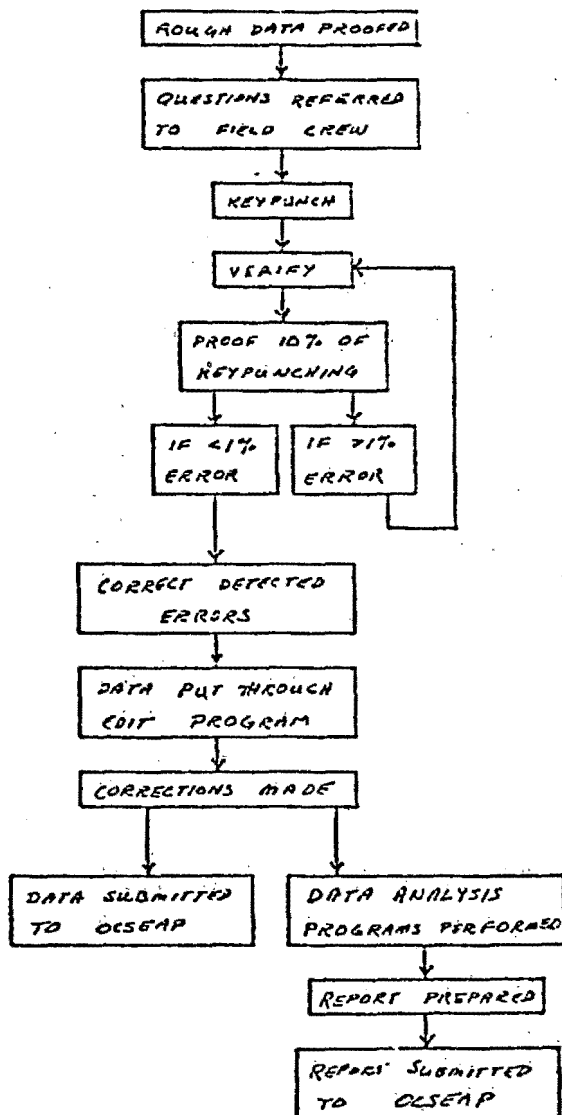 ROUGH DATA PROOFED
QUESTIONS REFERRED
TO FIELD CREW
KEYPUNCH
VERIFY
PROOF 10% OF
KEYPUNCHING
IF <1%
ERROR
IF >1%
ERROR
CORRECT DETECTED
ERRORS
DATA PUT THROUGH
EDIT PROGRAM
CORRECTIONS MADE
DATA SUBMITTED
TO OCSEAP
DATA ANALYSIS
PROGRAMS PERFORMED
REPORT PREPARED
REPORT SUBMITTED
TO OCSEAP